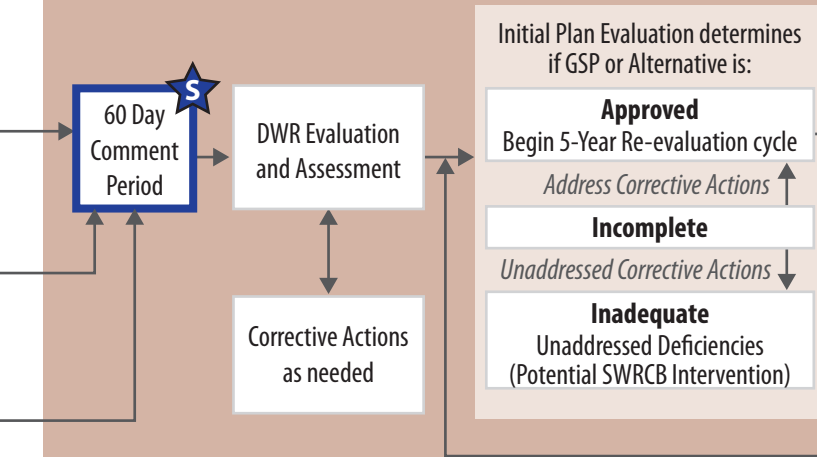 S
60 Day
Comment
Period
DWR Evaluation
and Assessment
Corrective Actions
as needed
Initial Plan Evaluation determines
if GSP or Alternative is:
Approved
Begin 5-Year Re-evaluation cycle
Address Corrective Actions
Incomplete
Unaddressed Corrective Actions
Inadequate
Unaddressed Deficiencies
(Potential SWRCB Intervention)